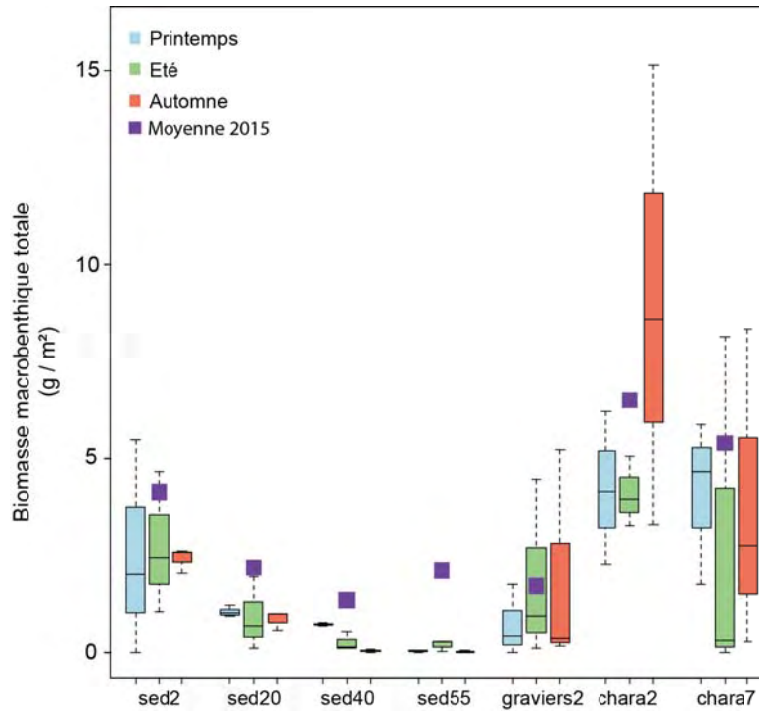 Printemps
Eté
Automne
Moyenne 2015
Biomasse macrobenthique totale
(g / m²)
15
10
5
0
sed2 sed20 sed40 sed55 graviers2 chara2 chara7